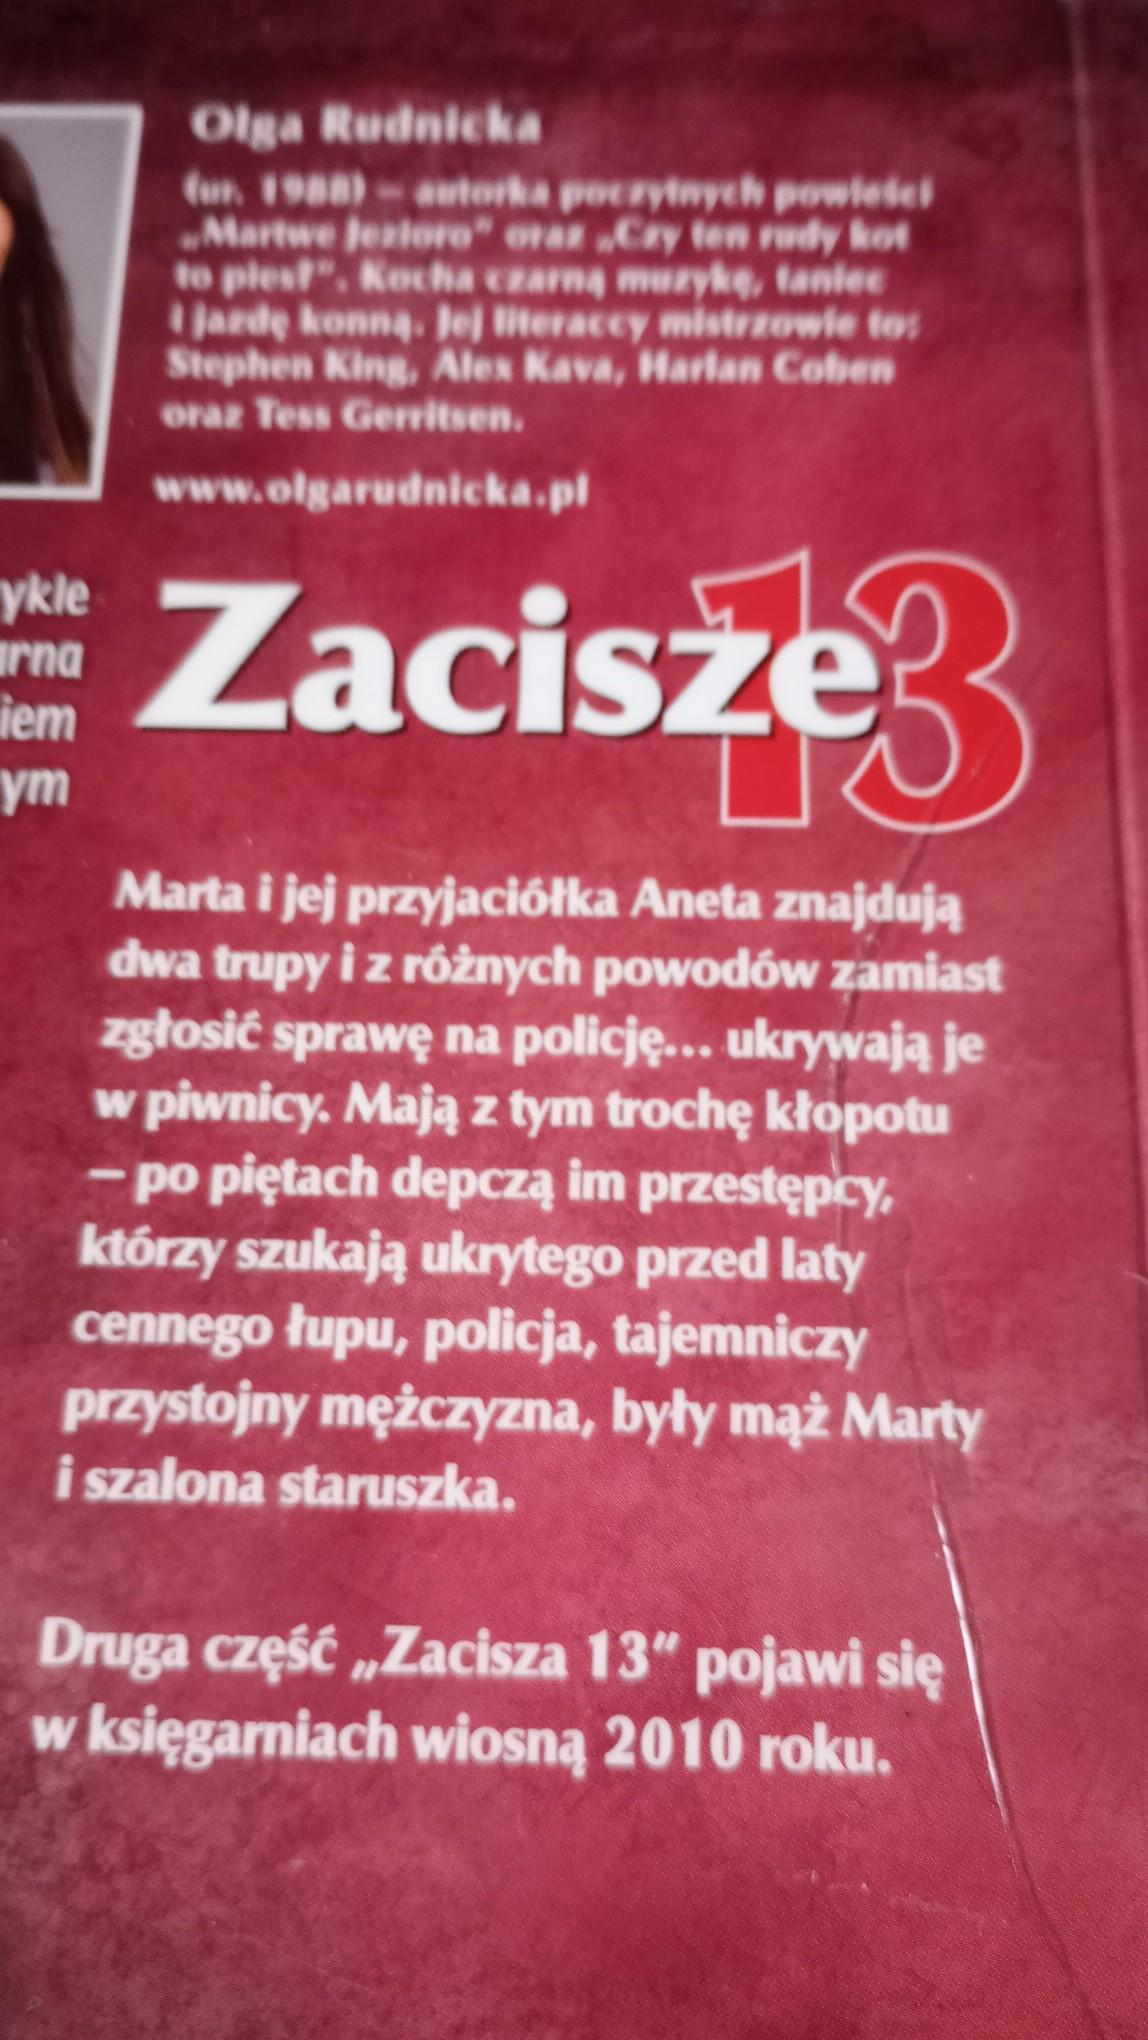 Olga Rudnicka
(ur. 1988) – autorka poczytnych powieści
„Martwe Jezioro” oraz „Czy ten rudy kot
to pies?”. Kocha czarną muzykę, taniec
i jazdę konną. Jej literaccy mistrzowie to:
Stephen King, Alex Kava, Harlan Coben
oraz Tess Gerritsen.
www.olgarudnicka.pl
ykle
arna
iem
ym
Zacisze 13
Marta i jej przyjaciółka Aneta znajdują
dwa trupy i z różnych powodów zamiast
zgłosić sprawę na policję... ukrywają je
w piwnicy. Mają z tym trochę kłopotu
– po piętach depczą im przestępcy,
którzy szukają ukrytego przed laty
cennego łupu, policja, tajemniczy
przystojny mężczyzna, były mąż Marty
i szalona staruszka.
Druga część „Zacisza 13” pojawi się
w księgarniach wiosną 2010 roku.